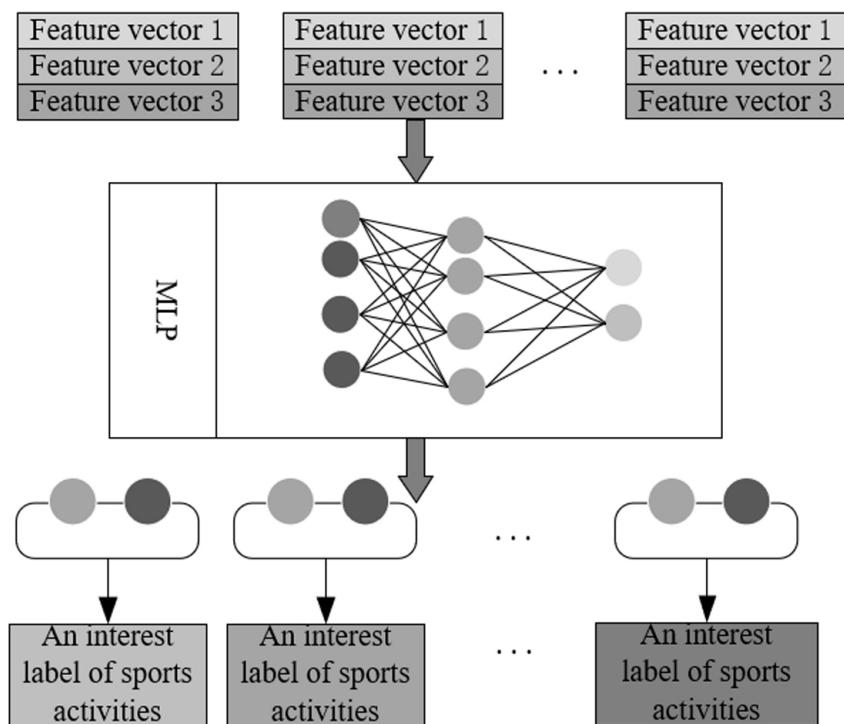 Feature vector 1
Feature vector 2
Feature vector 3
Feature vector 1
Feature vector 2
Feature vector 3
...
Feature vector 1
Feature vector 2
Feature vector 3
MLP
...
An interest
label of sports
activities
An interest
label of sports
activities
...
An interest
label of sports
activities